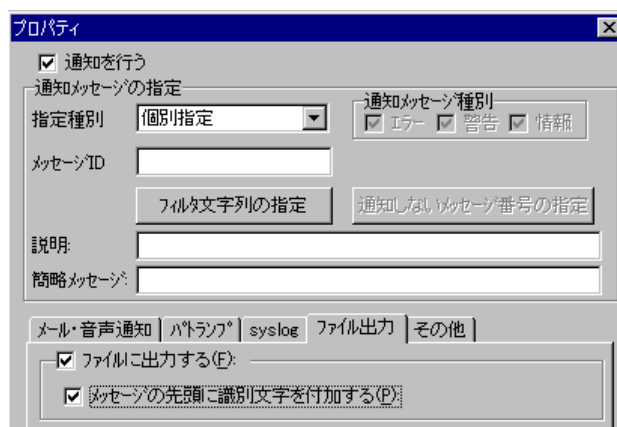 プロパティ
通知を行う
通知メッセージの指定
指定種別 個別指定
通知メッセージ種別
エラー 警告 情報
メッセージID
フィルタ文字列の指定 通知しないメッセージ番号の指定
説明:
簡略メッセージ:
メール・音声通知 パトランプ syslog ファイル出力 その他
ファイルに出力する(F):
メッセージの先頭に識別文字を付加する(P):